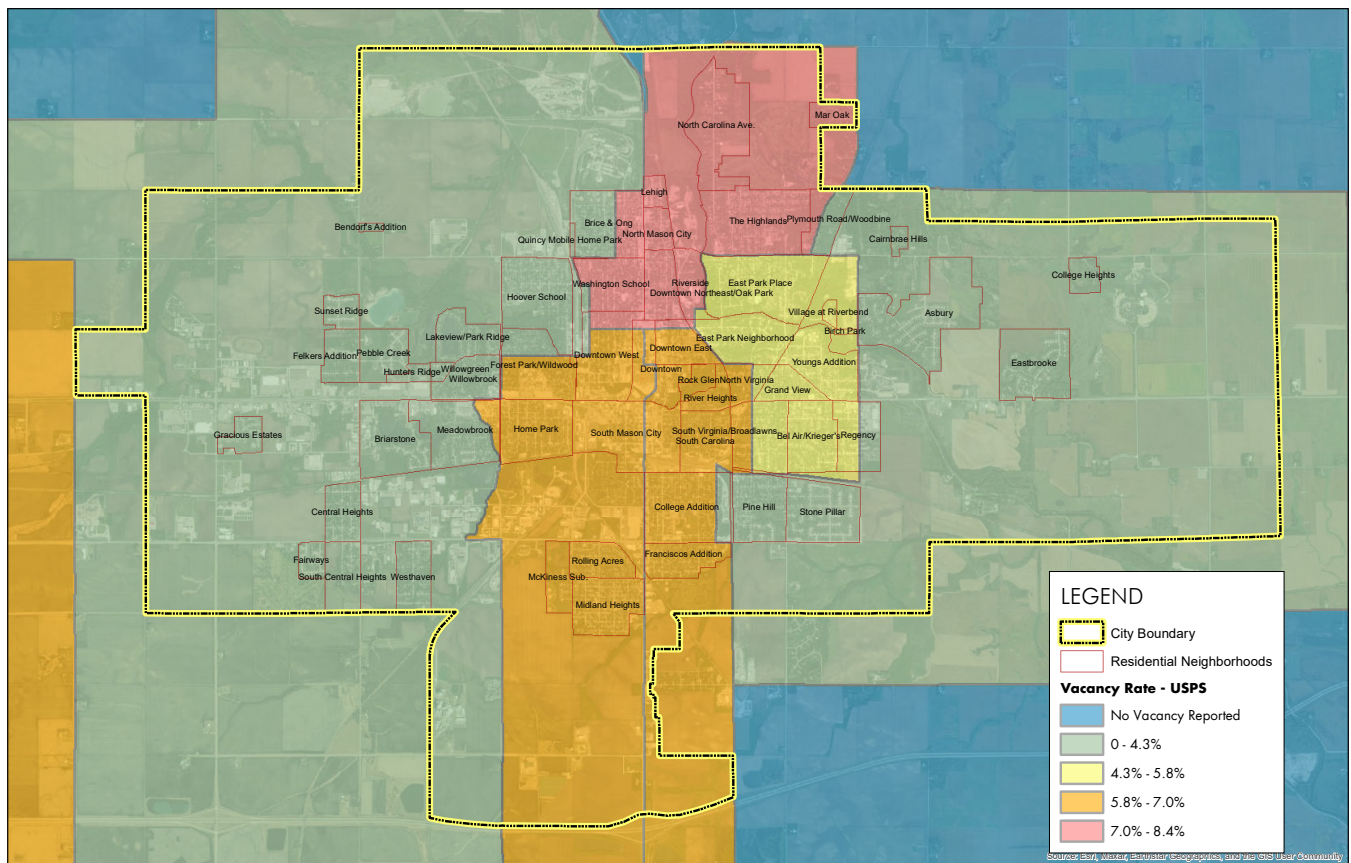 North Carolina Ave.
Mar Oak
Lehigh
Brice & Ong
The Highlands
Plymouth Road/Woodbine
Bendorf's Addition
Quincy Mobile Home Park
North Mason City
Cairnbrae Hills
College Heights
Washington School
Riverside
East Park Place
Hoover School
Downtown Northeast/Oak Park
Sunset Ridge
Village at Riverbend
Asbury
Lakeview/Park Ridge
East Park Neighborhood
Birch Park
Felkers Addition
Pebble Creek
Downtown West
Downtown East
Youngs Addition
Eastbrooke
Hunters Ridge
Willowgreen
Forest Park/Wildwood
Downtown
Willowbrook
Rock Glen
North Virginia
Grand View
River Heights
Gracious Estates
Briarstone
Meadowbrook
Home Park
South Mason City
South Virginia/Broadlawns
South Carolina
Bel Air/Krieger's
Regency
Central Heights
College Addition
Pine Hill
Stone Pillar
Fairways
South Central Heights
Westhaven
Rolling Acres
Franciscos Addition
McKiness Sub.
Midland Heights
LEGEND
City Boundary
Residential Neighborhoods
Vacancy Rate - USPS
No Vacancy Reported
0 - 4.3%
4.3% - 5.8%
5.8% - 7.0%
7.0% - 8.4%
Source: Esri, Maxar, Earthstar Geographics, and the GIS User Community